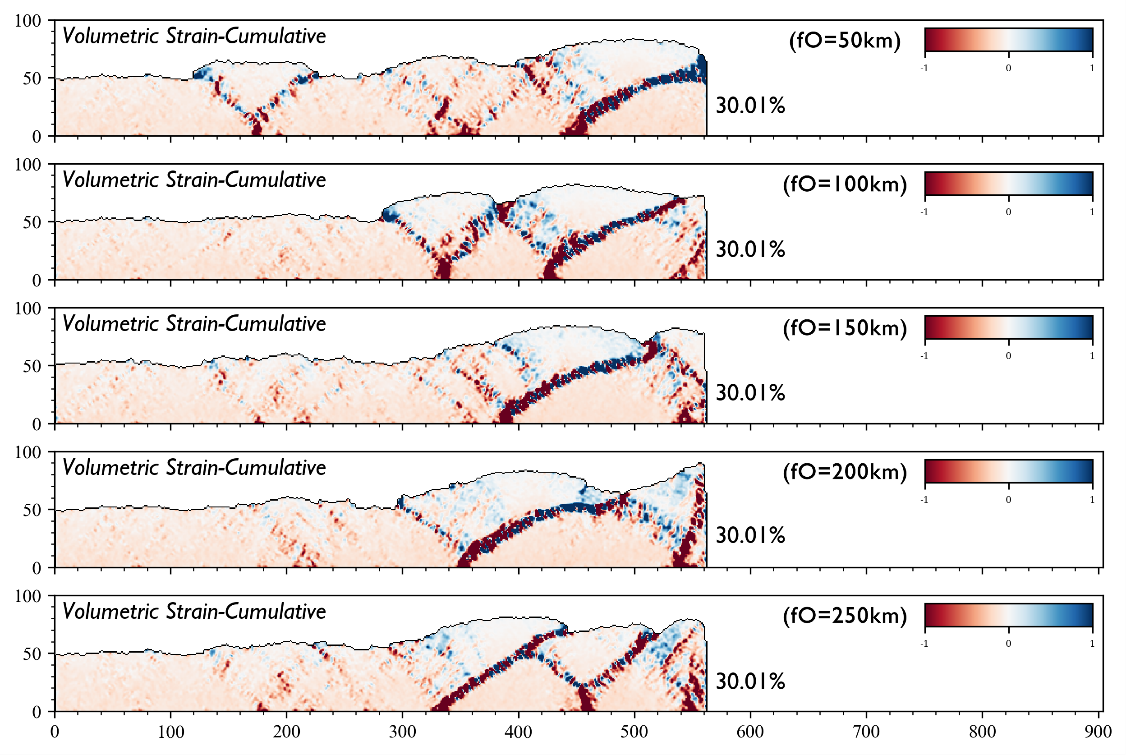 100
Volumetric Strain-Cumulative
(fO=50km)
-1 0 1
50
30.01%
0
100
Volumetric Strain-Cumulative
(fO=100km)
-1 0 1
50
30.01%
0
100
Volumetric Strain-Cumulative
(fO=150km)
-1 0 1
50
30.01%
0
100
Volumetric Strain-Cumulative
(fO=200km)
-1 0 1
50
30.01%
0
100
Volumetric Strain-Cumulative
(fO=250km)
-1 0 1
50
30.01%
0
0 100 200 300 400 500 600 700 800 900